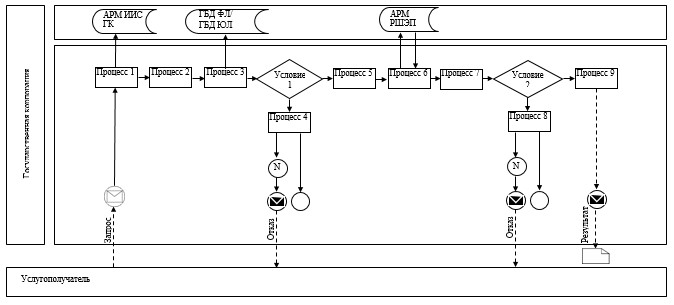 АРМ ИИС
ГК
ГБД ФЛ/
ГБД ЮЛ
АРМ
РШЭП
Процесс 1
Процесс 2
Процесс 3
Условие
1
Процесс 5
Процесс 6
Процесс 7
Условие
2
Процесс 9
Процесс 4
Процесс 8
N
N
Запрос
Отказ
Отказ
Результат
Государственная корпорация
Услугополучатель